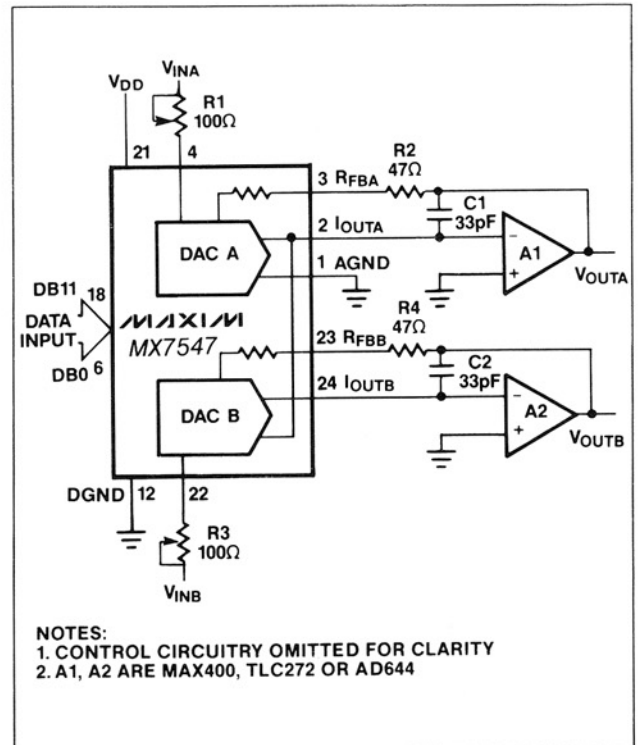 VINA
VDD
R1
100Ω
21
4
R2
47Ω
3 RFBA
C1
33pF
2 IOUTA
DAC A
−
A1
+
1 AGND
VOUTA
DB11
18
DATA
INPUT
MAXIM
MX7547
DB0
6
R4
47Ω
23 RFBB
C2
33pF
24 IOUTB
DAC B
−
A2
+
VOUTB
DGND
12
22
R3
100Ω
VINB
NOTES:
1. CONTROL CIRCUITRY OMITTED FOR CLARITY
2. A1, A2 ARE MAX400, TLC272 OR AD644